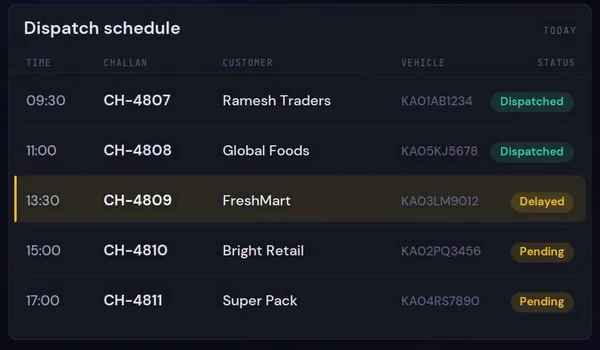 Dispatch schedule TODAY
TIME CHALLAN CUSTOMER VEHICLE STATUS
09:30 CH-4807 Ramesh Traders KA01AB1234 Dispatched
11:00 CH-4808 Global Foods KA05KJ5678 Dispatched
13:30 CH-4809 FreshMart KA03LM9012 Delayed
15:00 CH-4810 Bright Retail KA02PQ3456 Pending
17:00 CH-4811 Super Pack KA04RS7890 Pending